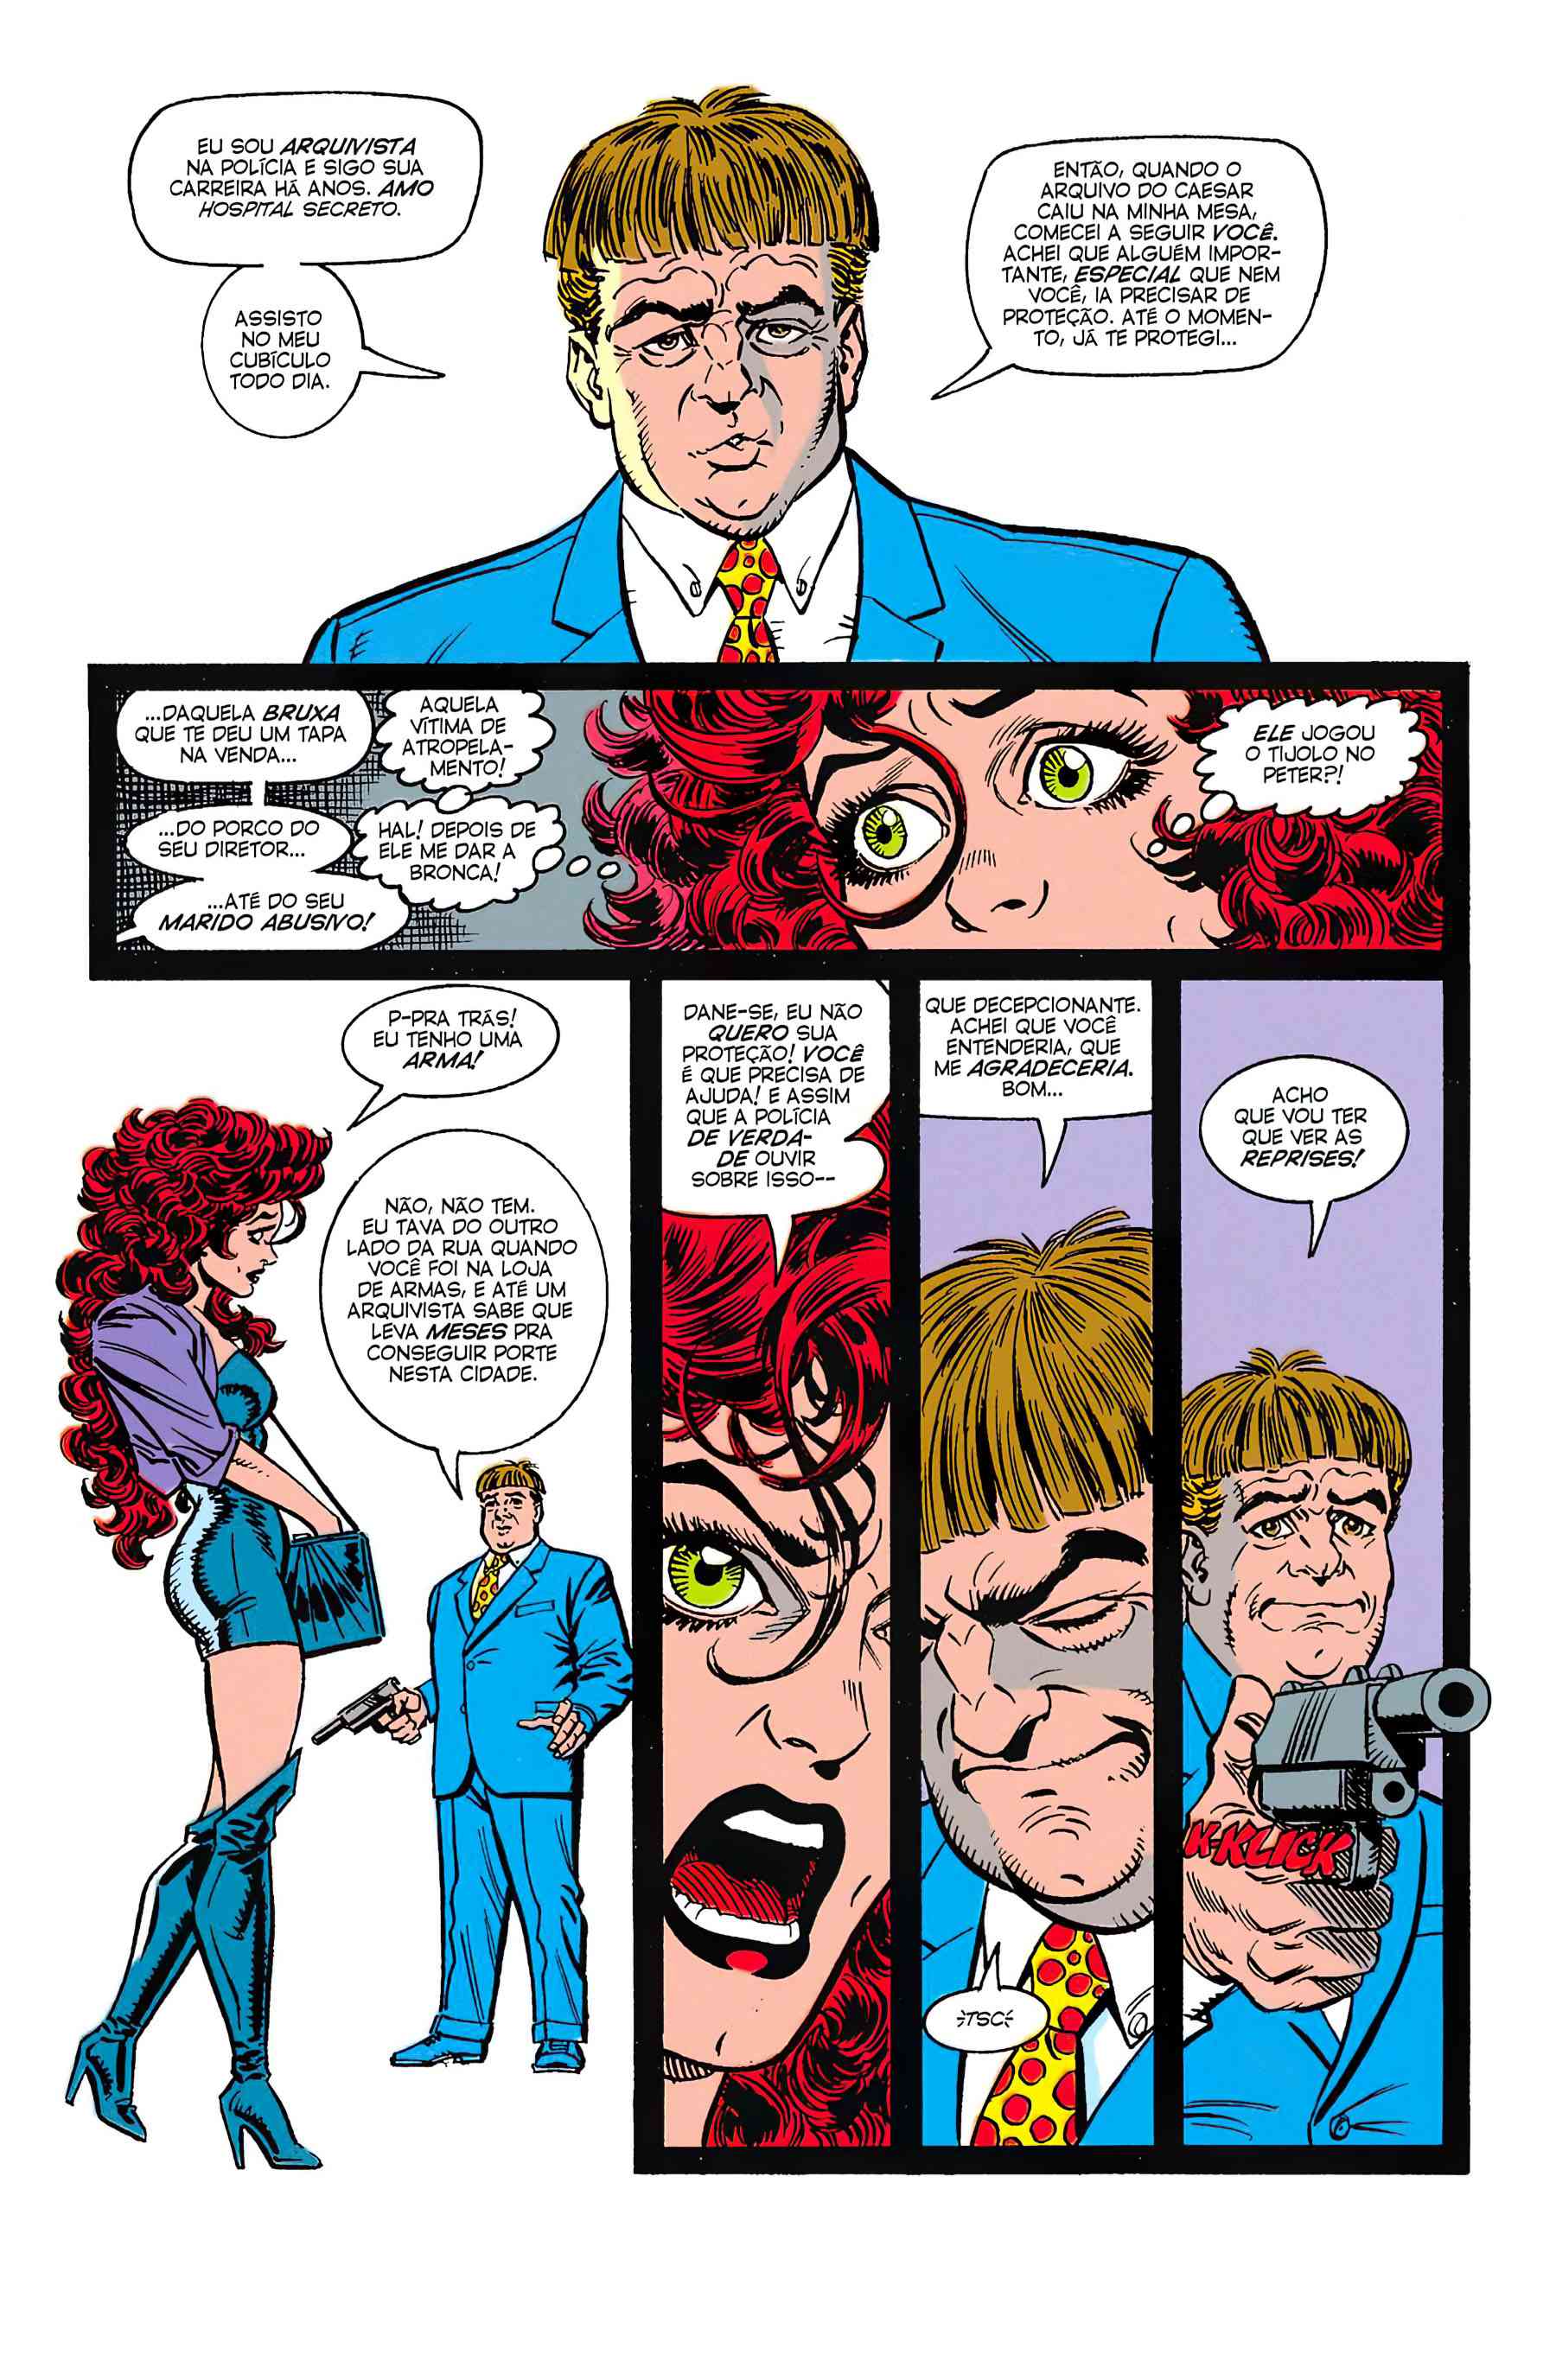 EU SOU ARQUIVISTA
NA POLÍCIA E SIGO SUA
CARREIRA HÁ ANOS. AMO
HOSPITAL SECRETO.
ASSISTO
NO MEU
CUBÍCULO
TODO DIA.
ENTÃO, QUANDO O
ARQUIVO DO CAESAR
CAIU NA MINHA MESA,
COMECEI A SEGUIR VOCÊ.
ACHEI QUE ALGUÉM IMPOR-
TANTE, ESPECIAL QUE NEM
VOCÊ, IA PRECISAR DE
PROTEÇÃO. ATÉ O MOMEN-
TO, JÁ TE PROTEGI...
...DAQUELA BRUXA
QUE TE DEU UM TAPA
NA VENDA...
AQUELA
VÍTIMA DE
ATROPELA-
MENTO!
...DO PORCO DO
SEU DIRETOR...
HAL! DEPOIS DE
ELE ME DAR A
BRONCA!
...ATÉ DO SEU
MARIDO ABUSIVO!
ELE JOGOU
O TIJOLO NO
PETER?!
P-PRA TRÁS!
EU TENHO UMA
ARMA!
NÃO, NÃO TEM.
EU TAVA DO OUTRO
LADO DA RUA QUANDO
VOCÊ FOI NA LOJA
DE ARMAS, E ATÉ UM
ARQUIVISTA SABE QUE
LEVA MESES PRA
CONSEGUIR PORTE
NESTA CIDADE.
DANE-SE, EU NÃO
QUERO SUA
PROTEÇÃO! VOCÊ
É QUE PRECISA DE
AJUDA! E ASSIM
QUE A POLÍCIA
DE VERDA-
DE OUVIR
SOBRE ISSO--
QUE DECEPCIONANTE.
ACHEI QUE VOCÊ
ENTENDERIA, QUE
ME AGRADECERIA.
BOM...
TSC
ACHO
QUE VOU TER
QUE VER AS
REPRISES!
K-KLICK